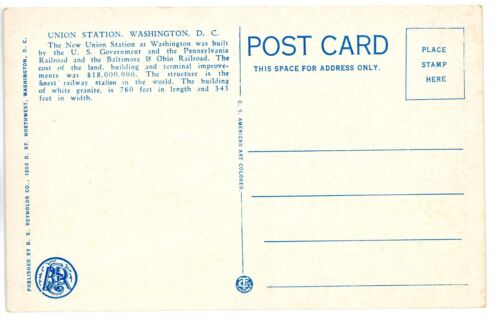 UNION STATION, WASHINGTON, D. C.
The New Union Station at Washington was built
by the U. S. Government and the Pennsylvania
Railroad and the Baltimore & Ohio Railroad. The
cost of the land, building and terminal improve-
ments was $18,000,000. The structure is the
finest railway station in the world. The building
of white granite, is 760 feet in length and 343
feet in width.
PUBLISHED BY B. S. REYNOLDS CO., 1202 D. ST. NORTHWEST, WASHINGTON, D. C.
C. T. AMERICAN ART COLORED
POST CARD
THIS SPACE FOR ADDRESS ONLY.
PLACE
STAMP
HERE